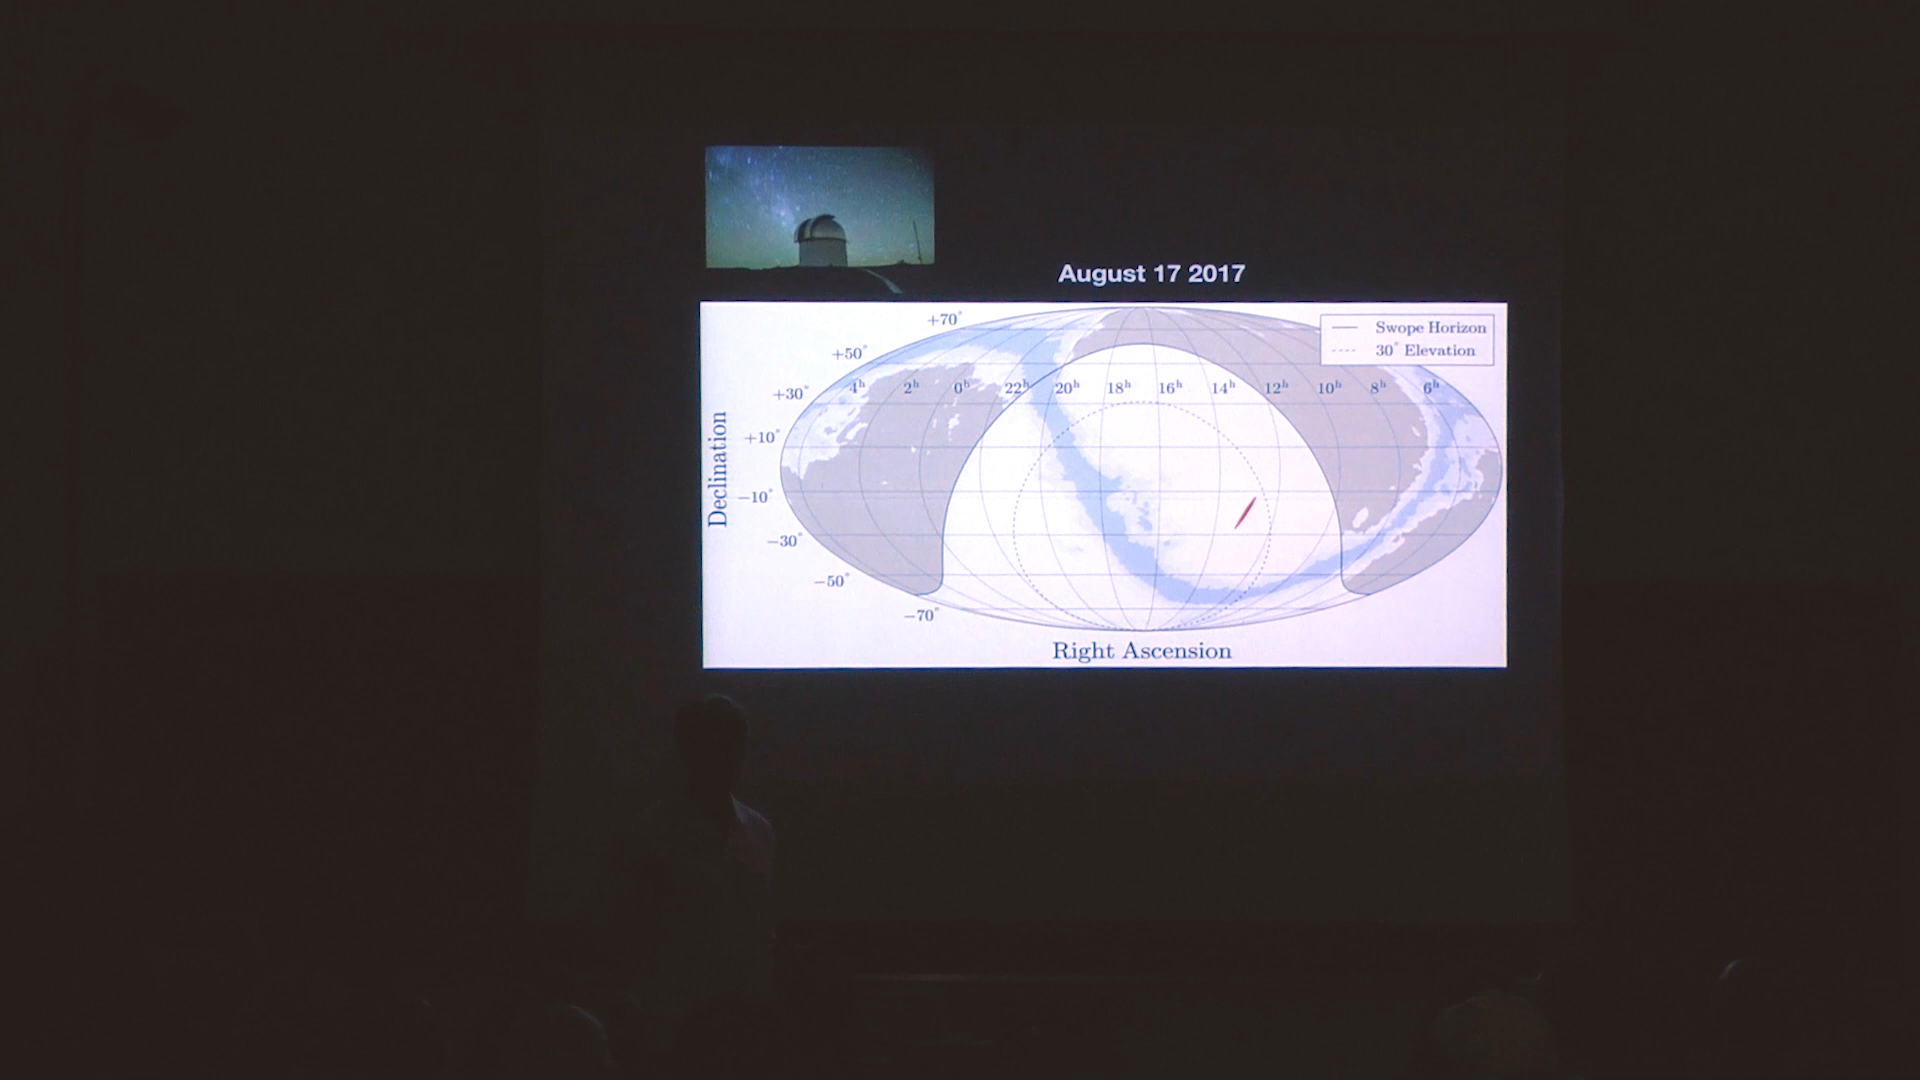 August 17 2017
Swope Horizon
30° Elevation
+70°
+50°
+30°
+10°
−10°
−30°
−50°
−70°
4h 2h 0h 22h 20h 18h 16h 14h 12h 10h 8h 6h
Declination
Right Ascension